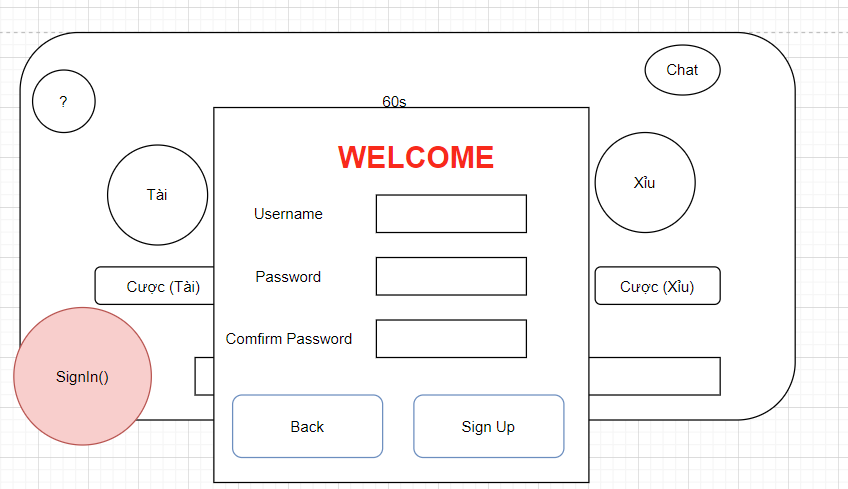 Chat
?
60s
WELCOME
Tài
Xỉu
Username
Password
Cược (Tài)
Cược (Xỉu)
Comfirm Password
SignIn()
Back
Sign Up